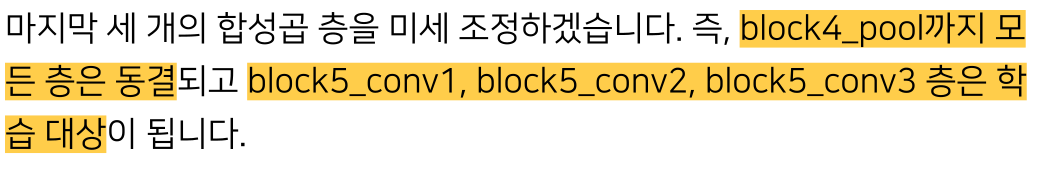 마지막 세 개의 합성곱 층을 미세 조정하겠습니다. 즉, block4_pool까지 모
든 층은 동결되고 block5_conv1, block5_conv2, block5_conv3 층은 학
습 대상이 됩니다.